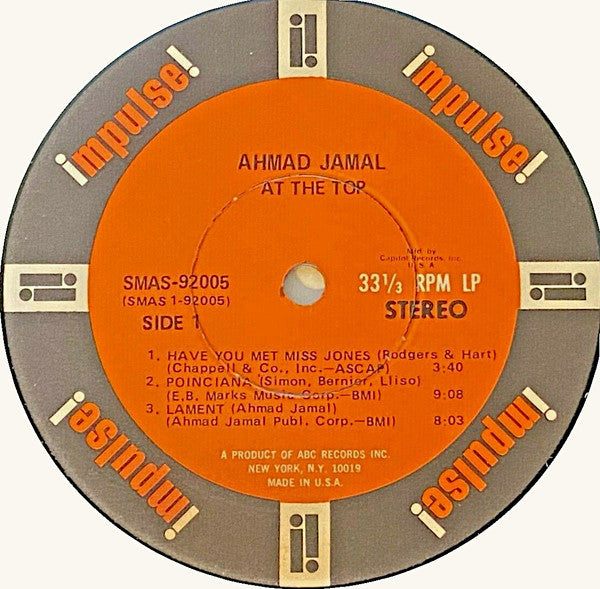 impulse!
impulse!
AHMAD JAMAL
AT THE TOP
Mfd. by
Capitol Records, Inc.
U.S.A
SMAS-92005
(SMAS 1-92005)
SIDE 1
33 1/3 RPM LP
STEREO
1. HAVE YOU MET MISS JONES (Rodgers & Hart)
(Chappel & Co., Inc.—ASCAP) 3:40
2. POINCIANA (Simon, Bernier, Lliso)
(E.B. Marks Music Corp.—BMI) 9:08
3. LAMENT (Ahmad Jamal)
(Ahmad Jamal Publ. Corp.—BMI) 8:03
A PRODUCT OF ABC RECORDS INC.
NEW YORK, N.Y. 10019
MADE IN U.S.A.
impulse!
impulse!